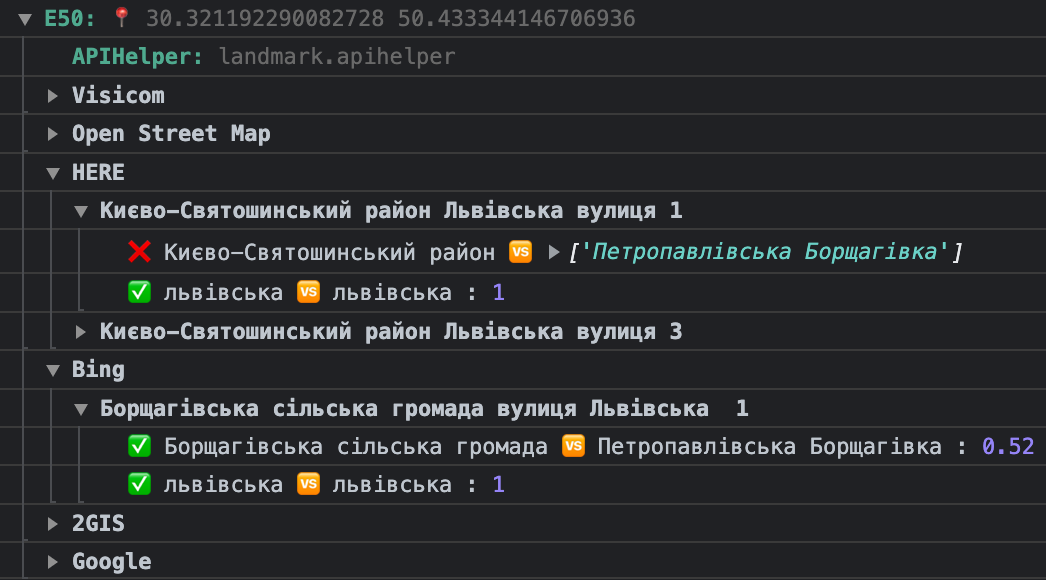 ▼ E50: 📍 30.321192290082728 50.433344146706936
APIHelper: landmark.apihelper
▶ Visicom
▶ Open Street Map
▼ HERE
▼ Києво–Святошинський район Львівська вулиця 1
❌ Києво–Святошинський район 🆚 ▶ ['Петропавлівська Борщагівка']
✅ львівська 🆚 львівська : 1
▶ Києво–Святошинський район Львівська вулиця 3
▼ Bing
▼ Борщагівська сільська громада вулиця Львівська  1
✅ Борщагівська сільська громада 🆚 Петропавлівська Борщагівка : 0.52
✅ львівська 🆚 львівська : 1
▶ 2GIS
▶ Google